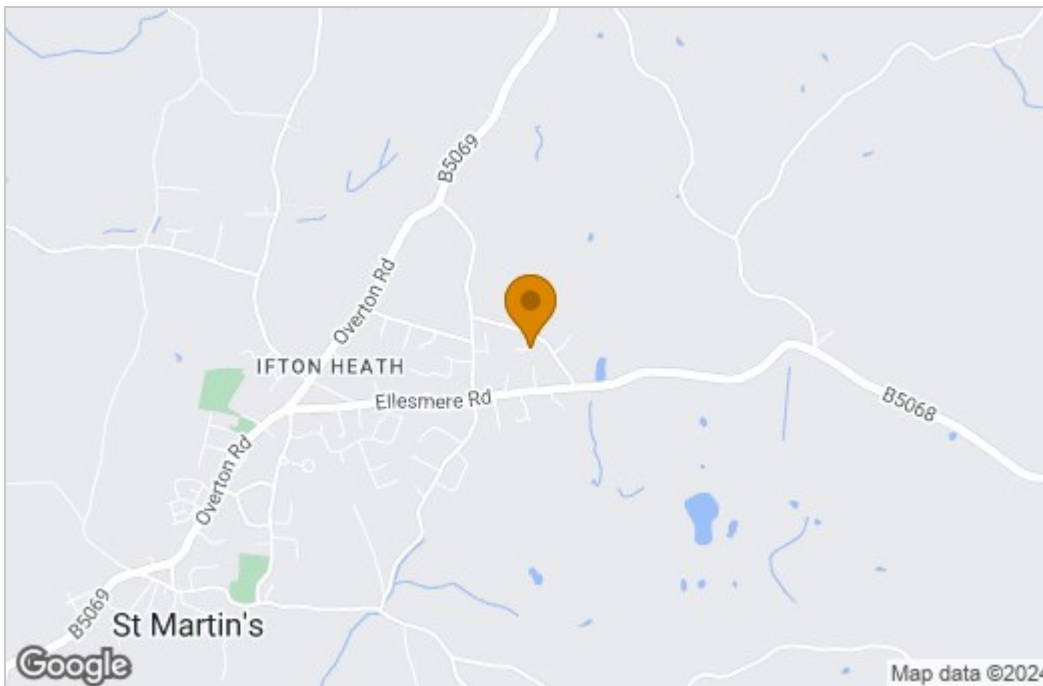 B5069
Overton Rd
IFTON HEATH
Ellesmere Rd
B5068
Overton Rd
B5069
St Martin's
Google
Map data ©2024